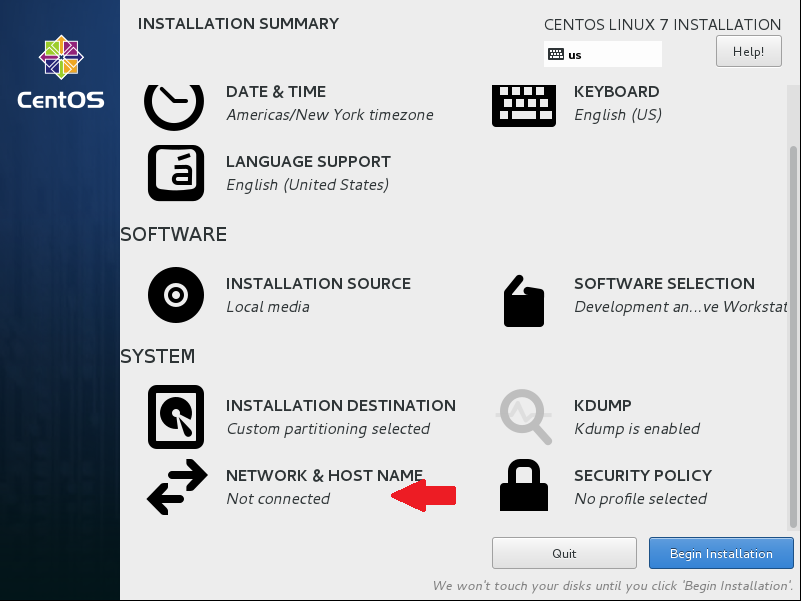 INSTALLATION SUMMARY
CENTOS LINUX 7 INSTALLATION
us
Help!
CentOS
DATE & TIME
Americas/New York timezone
KEYBOARD
English (US)
LANGUAGE SUPPORT
English (United States)
á
SOFTWARE
INSTALLATION SOURCE
Local media
SOFTWARE SELECTION
Development an...ve Workstat
SYSTEM
INSTALLATION DESTINATION
Custom partitioning selected
KDUMP
Kdump is enabled
NETWORK & HOST NAME
Not connected
SECURITY POLICY
No profile selected
Quit
Begin Installation
We won't touch your disks until you click 'Begin Installation'.